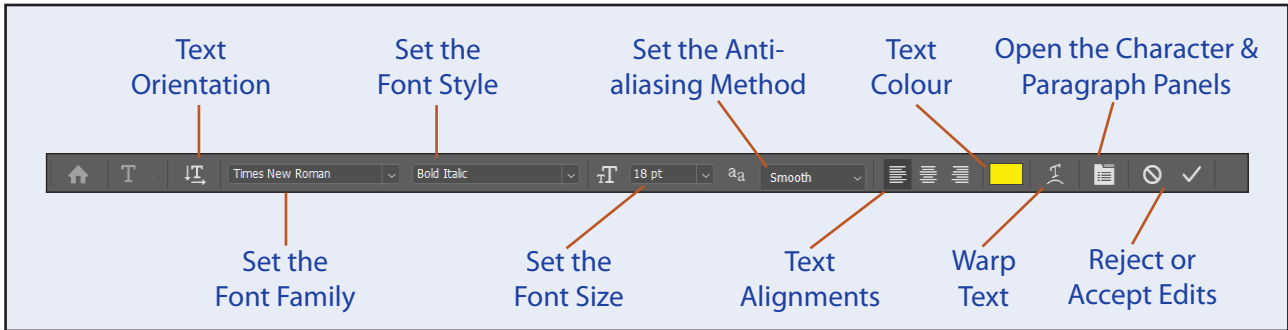 Text
Orientation
Set the
Font Style
Set the Anti-
aliasing Method
Text
Colour
Open the Character &
Paragraph Panels
T
T
Times New Roman
Bold Italic
TT
18 pt
aa
Smooth
T
Set the
Font Family
Set the
Font Size
Text
Alignments
Warp
Text
Reject or
Accept Edits